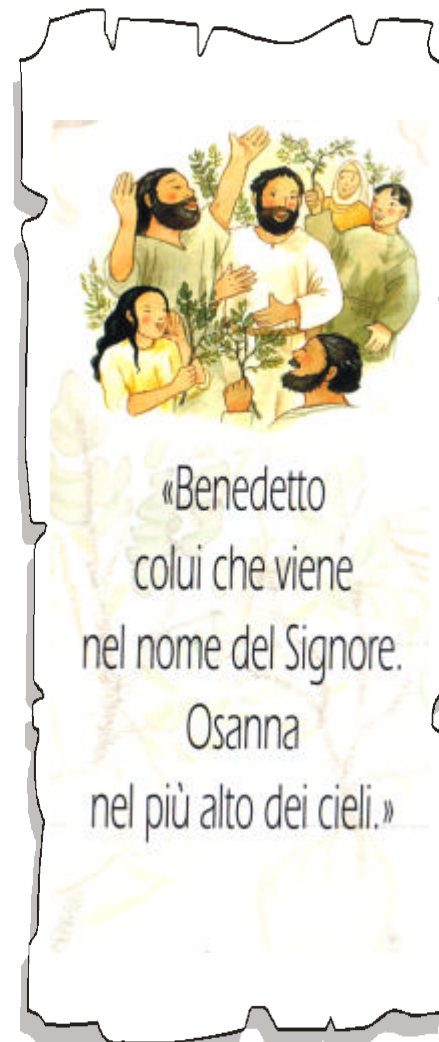 «Benedetto
colui che viene
nel nome del Signore.
Osanna
nel più alto dei cieli.»